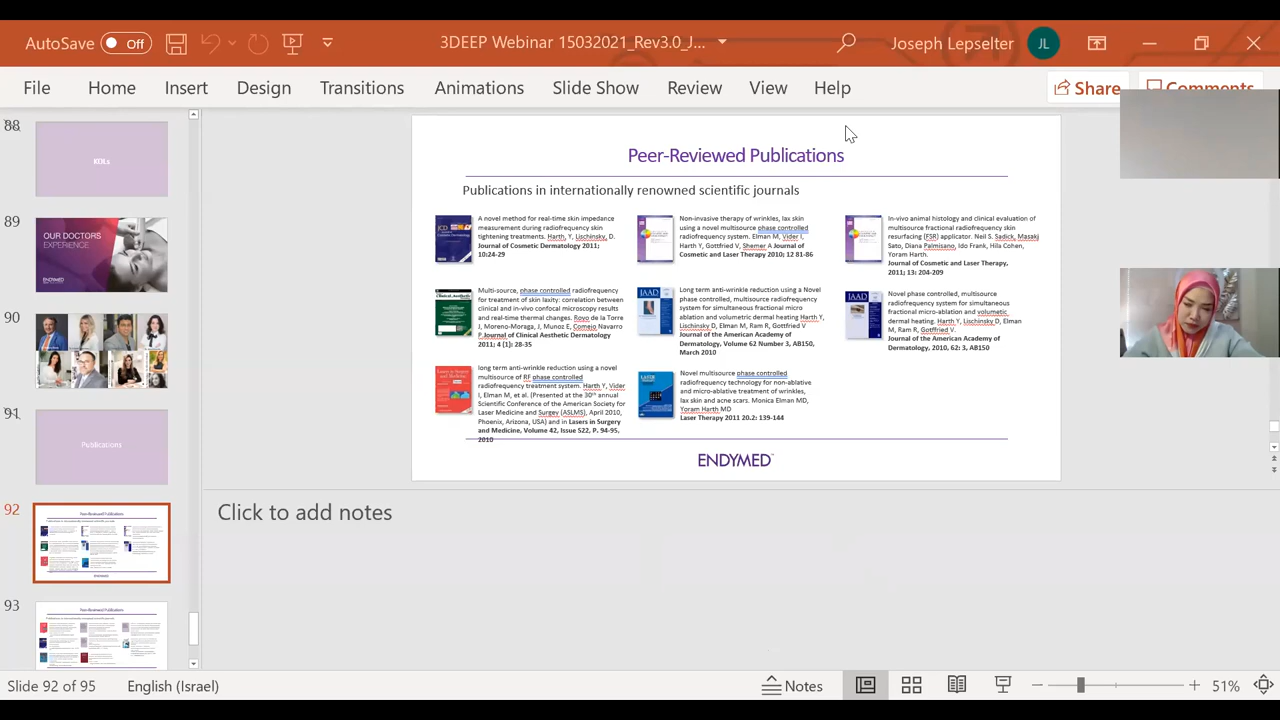 AutoSave Off 3DEEP Webinar 15032021_Rev3.0_J... Joseph Lepselter JL
File Home Insert Design Transitions Animations Slide Show Review View Help Share Comments
88
KOLs
89
OUR DOCTORS
EXPERIENCE
ENDYMED
90
91
Publications
92
Peer-Reviewed Publications
ENDYMED
93
Peer-Reviewed Publications
Peer-Reviewed Publications
Publications in internationally renowned scientific journals
A novel method for real-time skin impedance
measurement during radiofrequency skin
tightening treatments. Harth, Y, Lischinsky, D.
Journal of Cosmetic Dermatology 2011;
10:24-29
Non-invasive therapy of wrinkles, lax skin
using a novel multisource phase controlled
radiofrequency system. Elman M, Vider I,
Harth Y, Gottfried V, Shemer A Journal of
Cosmetic and Laser Therapy 2010; 12 81-86
In-vivo animal histology and clinical evaluation of
multisource fractional radiofrequency skin
resurfacing (FSR) applicator. Neil S. Sadick, Masakj
Sato, Diana Palmisano, Ido Frank, Hila Cohen,
Yoram Harth.
Journal of Cosmetic and Laser Therapy,
2011; 13: 204-209
Multi-source, phase controlled radiofrequency
for treatment of skin laxity: correlation between
clinical and in-vivo confocal microscopy results
and real-time thermal changes. Royo de la Torre
J, Moreno-Moraga, J, Munoz E, Cornejo Navarro
P Journal of Clinical Aesthetic Dermatology
2011; 4 (1): 28-35
Long term anti-wrinkle reduction using a Novel
phase controlled, multisource radiofrequency
system for simultaneous fractional micro
ablation and volumetric dermal heating Harth Y,
Lischinsky D, Elman M, Ram R, Gottfried V
Journal of the American Academy of
Dermatology, Volume 62 Number 3, AB150,
March 2010
Novel phase controlled, multisource
radiofrequency system for simultaneous
fractional micro-ablation and volumetic
dermal heating. Harth Y, Lischinsky D, Elman
M, Ram R, Gotffried V.
Journal of the American Academy of
Dermatology, 2010, 62: 3, AB150
long term anti-wrinkle reduction using a novel
multisource of RF phase controlled
radiofrequency treatment system. Harth Y, Vider
I, Elman M, et al. (Presented at the 30th annual
Scientific Conference of the American Society for
Laser Medicine and Surgey (ASLMS), April 2010,
Phoenix, Arizona, USA) and in Lasers in Surgery
and Medicine, Volume 42, Issue S22, P. 94-95,
2010
Novel multisource phase controlled
radiofrequency technology for non-ablative
and micro-ablative treatment of wrinkles,
lax skin and acne scars. Monica Elman MD,
Yoram Harth MD
Laser Therapy 2011 20.2: 139-144
JCD
JAAD
JAAD
ENDYMED
Click to add notes
Slide 92 of 95 English (Israel) Notes 51%